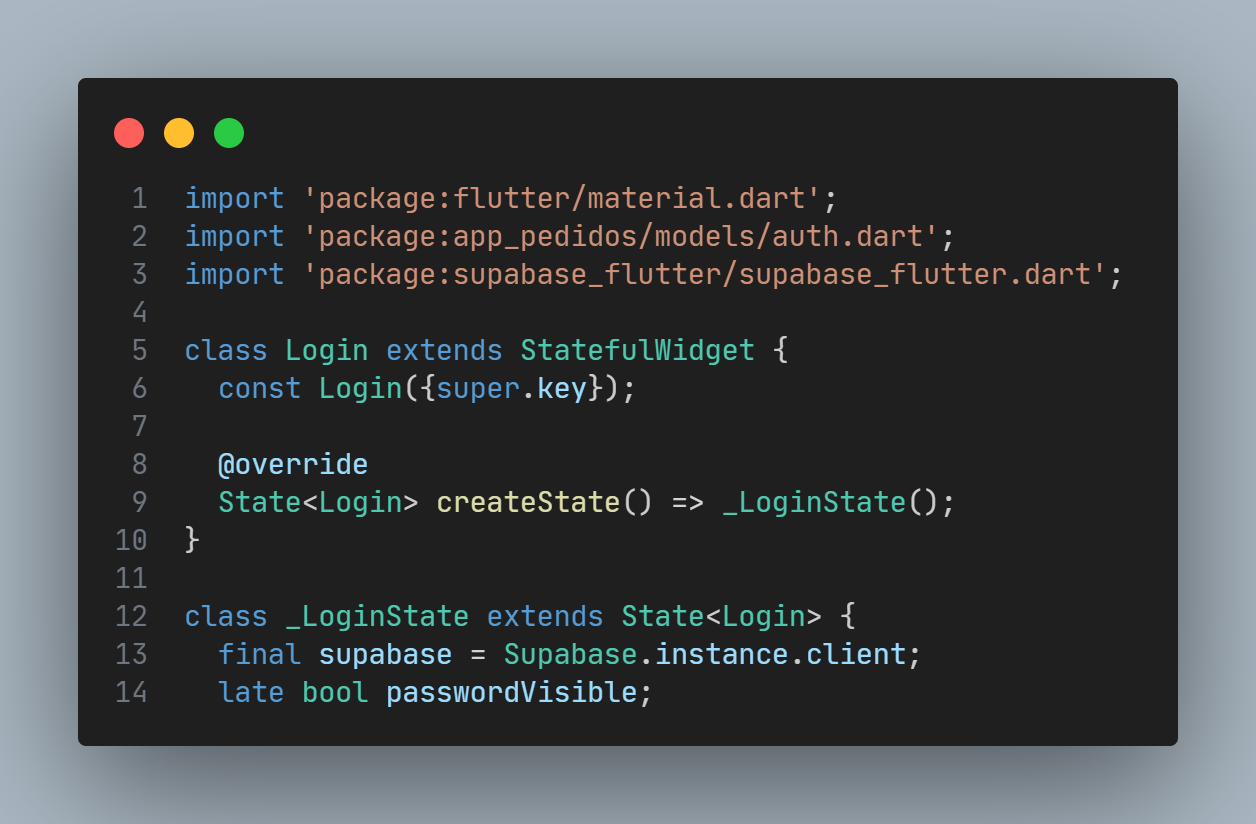 1 import 'package:flutter/material.dart';
2 import 'package:app_pedidos/models/auth.dart';
3 import 'package:supabase_flutter/supabase_flutter.dart';
4
5 class Login extends StatefulWidget {
6   const Login({super.key});
7
8   @override
9   State<Login> createState() => _LoginState();
10 }
11
12 class _LoginState extends State<Login> {
13   final supabase = Supabase.instance.client;
14   late bool passwordVisible;